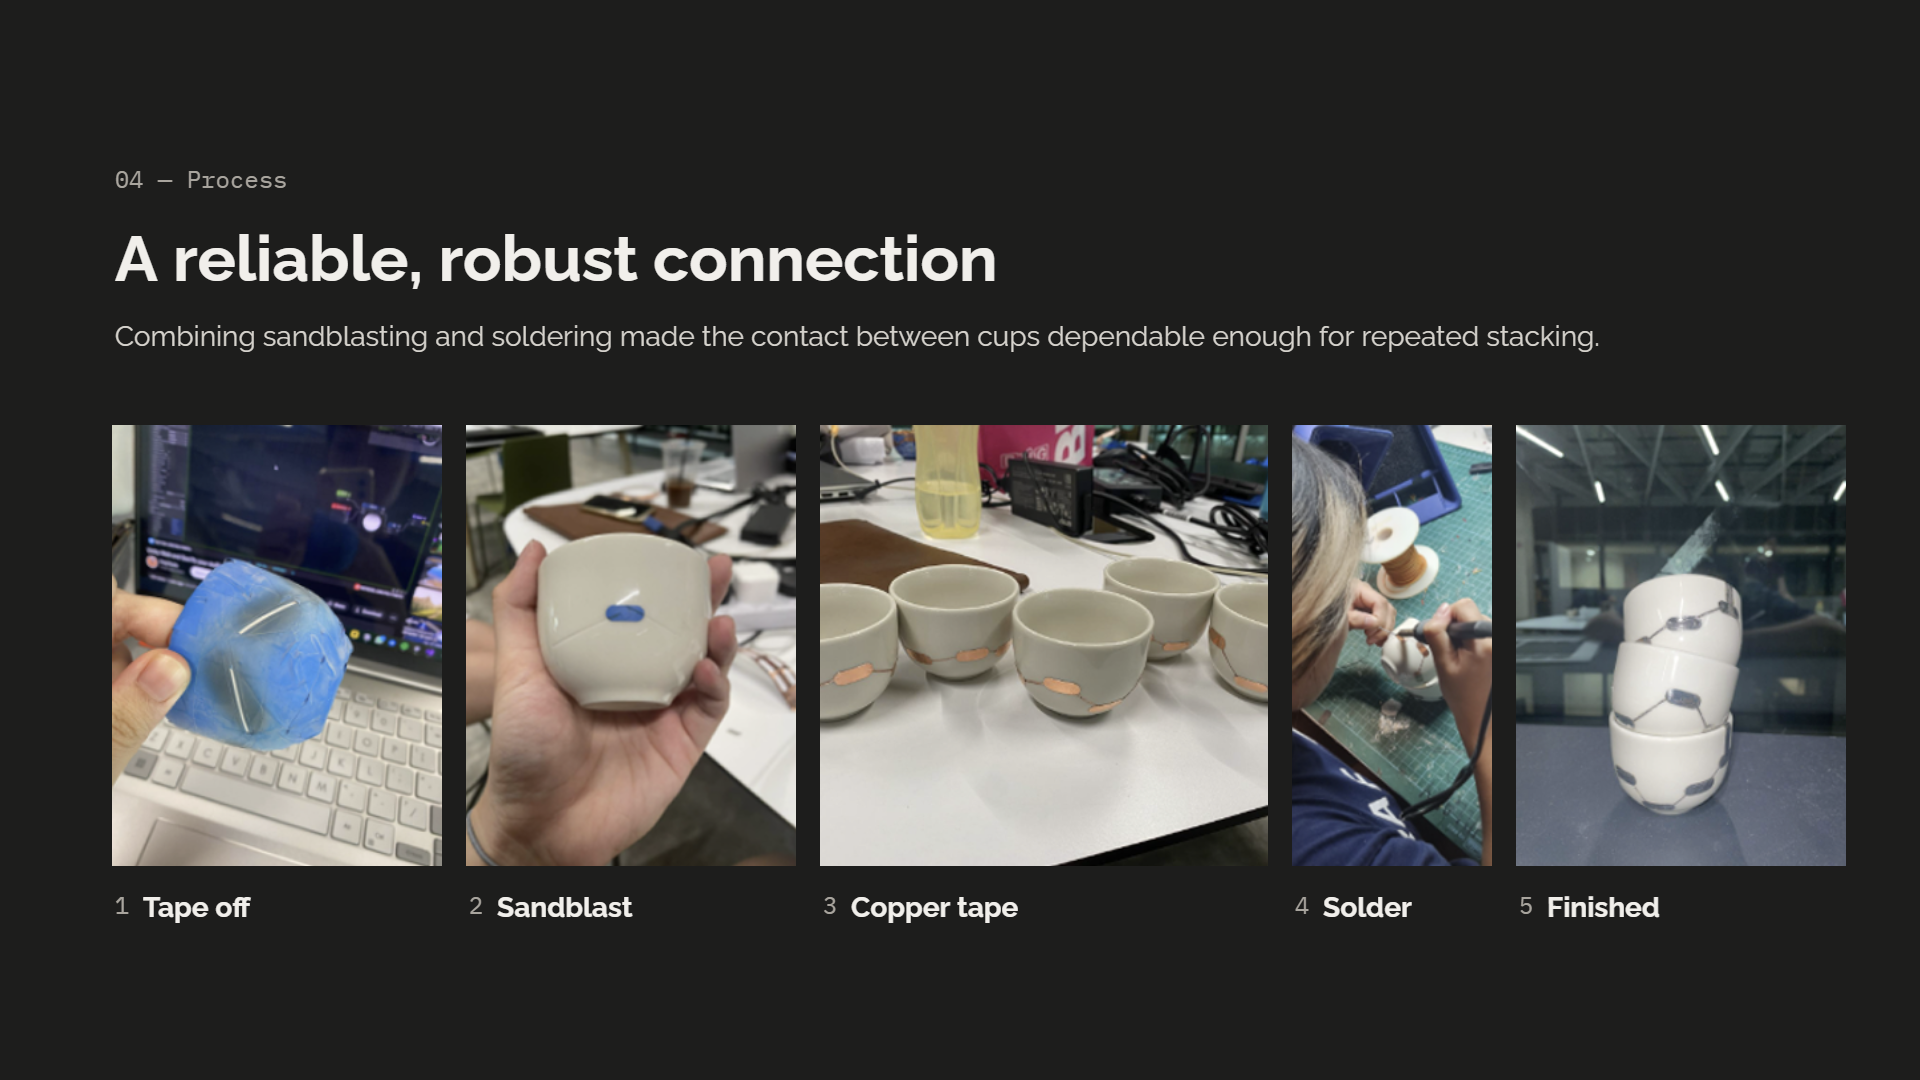 04 — Process
A reliable, robust connection
Combining sandblasting and soldering made the contact between cups dependable enough for repeated stacking.
1 Tape off
2 Sandblast
3 Copper tape
4 Solder
5 Finished